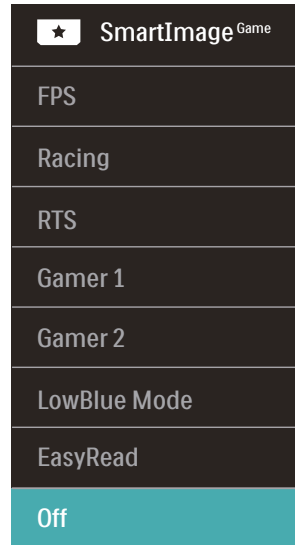 SmartImage Game
FPS
Racing
RTS
Gamer 1
Gamer 2
LowBlue Mode
EasyRead
Off